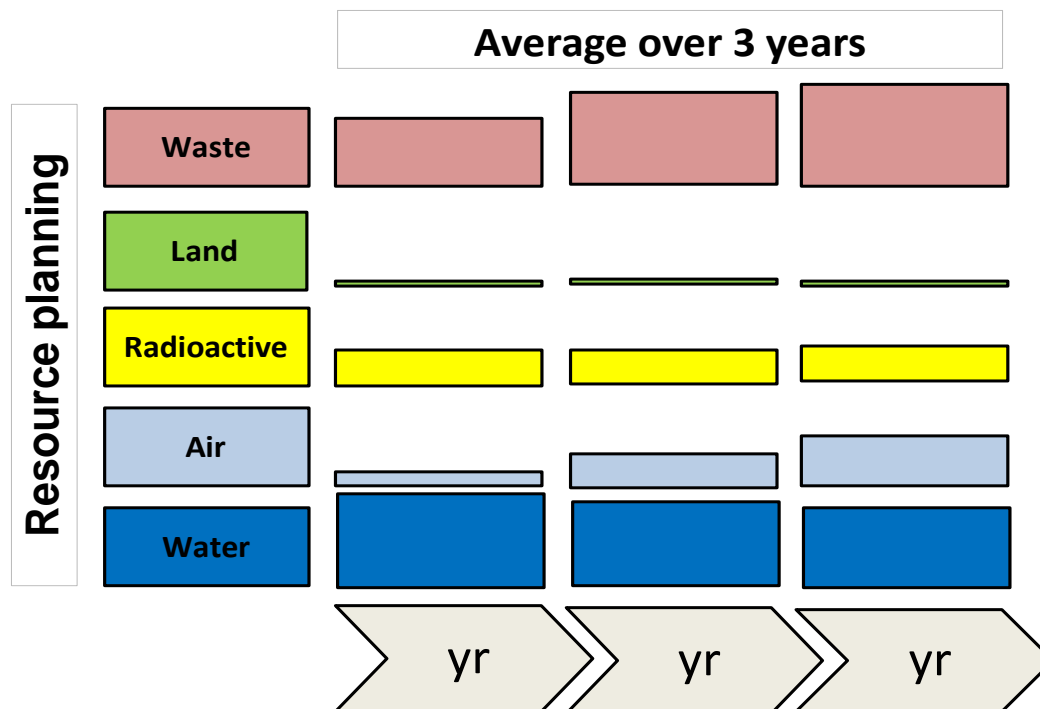 Average over 3 years
Resource planning
Waste
Land
Radioactive
Air
Water
yr
yr
yr